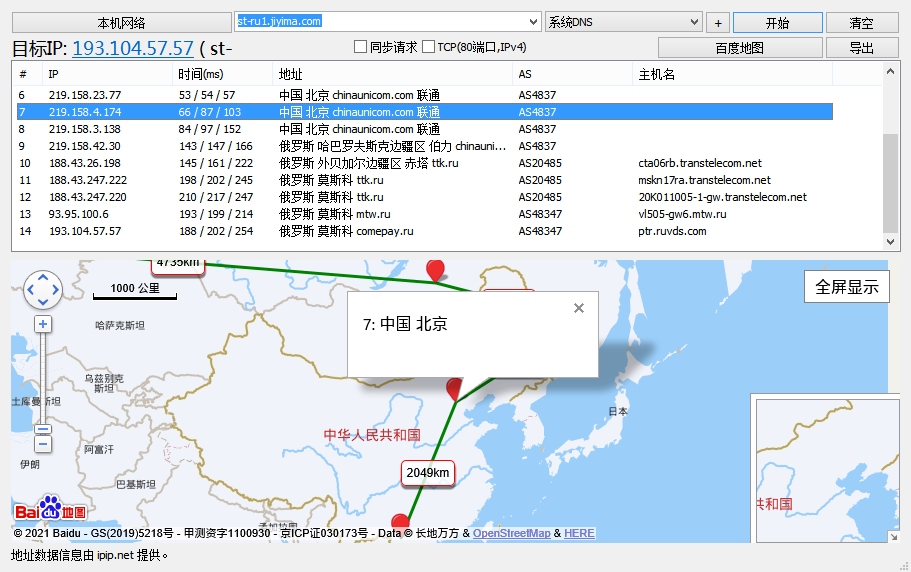 本机网络 st-ru1.jiyima.com 系统DNS + 开始 清空
目标IP: 193.104.57.57 ( st- 同步请求 TCP(80端口,IPv4) 百度地图 导出
# IP 时间(ms) 地址 AS 主机名
6 219.158.23.77 53 / 54 / 57 中国 北京 chinaunicom.com 联通 AS4837
7 219.158.4.174 66 / 87 / 103 中国 北京 chinaunicom.com 联通 AS4837
8 219.158.3.138 84 / 97 / 152 中国 北京 chinaunicom.com 联通 AS4837
9 219.158.42.30 143 / 147 / 166 俄罗斯 哈巴罗夫斯克边疆区 伯力 chinauni... AS4837
10 188.43.26.198 145 / 161 / 222 俄罗斯 外贝加尔边疆区 赤塔 ttk.ru AS20485 cta06rb.transtelecom.net
11 188.43.247.222 198 / 202 / 245 俄罗斯 莫斯科 ttk.ru AS20485 mskn17ra.transtelecom.net
12 188.43.247.220 210 / 217 / 247 俄罗斯 莫斯科 ttk.ru AS20485 20K011005-1-gw.transtelecom.net
13 93.95.100.6 193 / 199 / 214 俄罗斯 莫斯科 mtw.ru AS48347 vl505-gw6.mtw.ru
14 193.104.57.57 188 / 202 / 254 俄罗斯 莫斯科 comepay.ru AS48347 ptr.ruvds.com
4735km
1000 公里
全屏显示
7: 中国 北京
哈萨克斯坦
乌兹别克
斯坦
土库曼斯坦
日本
中华人民共和国
阿富汗
伊朗
2049km
巴基斯坦
共和国
Bai du 地图
© 2021 Baidu - GS(2019)5218号 - 甲测资字1100930 - 京ICP证030173号 - Data © 长地万方 & OpenStreetMap & HERE
地址数据信息由 ipip.net 提供。